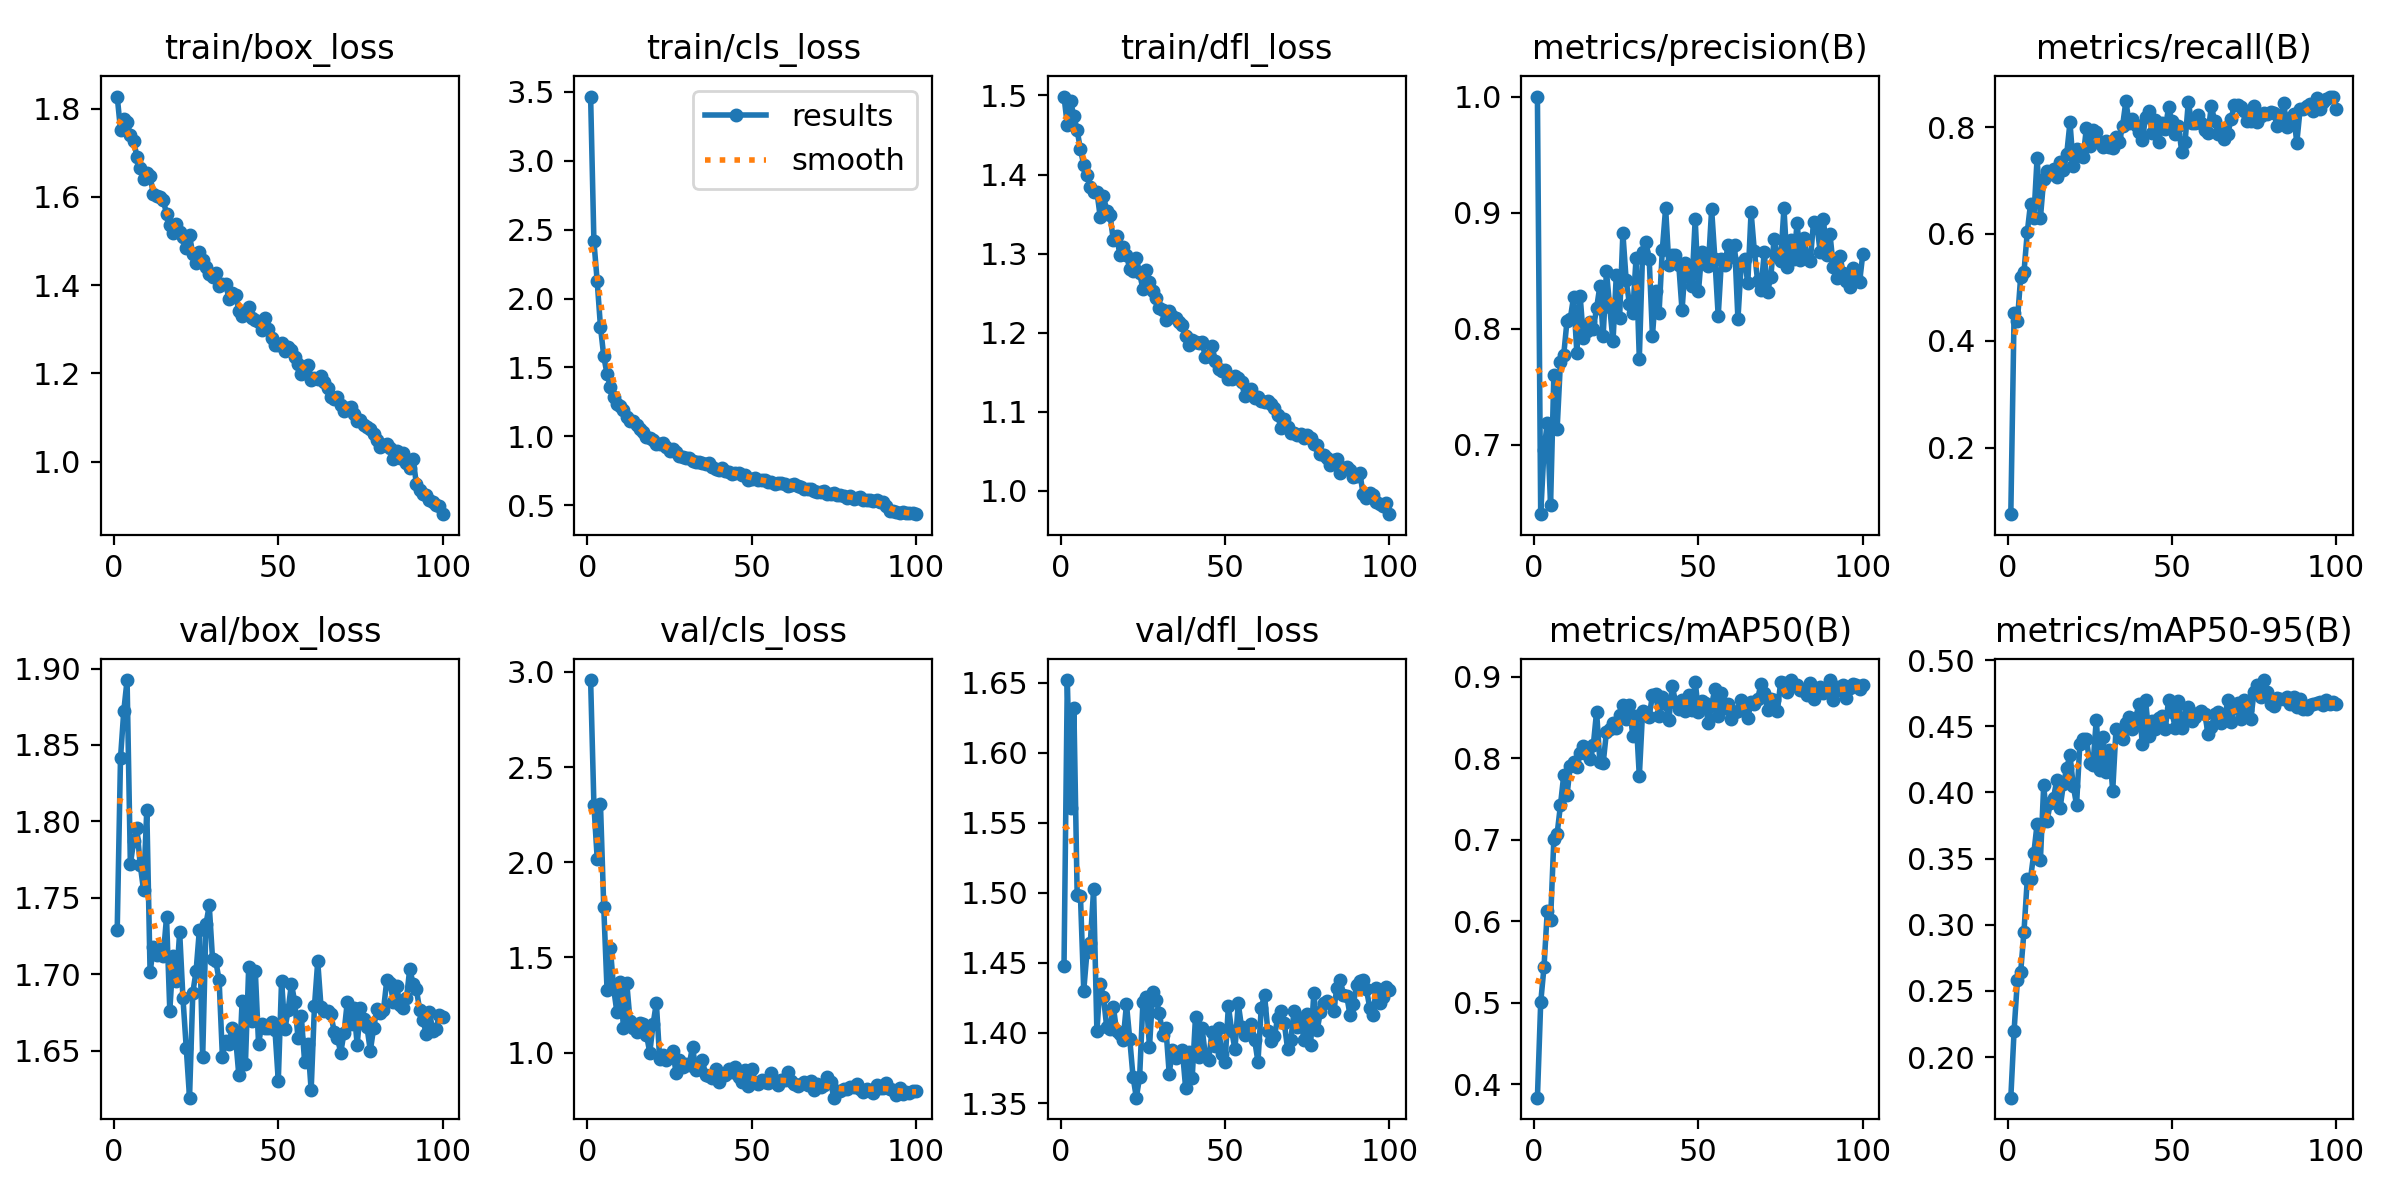 train/box_loss
1.8
1.6
1.4
1.2
1.0
0 50 100
train/cls_loss
results
smooth
3.5
3.0
2.5
2.0
1.5
1.0
0.5
0 50 100
train/dfl_loss
1.5
1.4
1.3
1.2
1.1
1.0
0 50 100
metrics/precision(B)
1.0
0.9
0.8
0.7
0 50 100
metrics/recall(B)
0.8
0.6
0.4
0.2
0 50 100
val/box_loss
1.90
1.85
1.80
1.75
1.70
1.65
0 50 100
val/cls_loss
3.0
2.5
2.0
1.5
1.0
0 50 100
val/dfl_loss
1.65
1.60
1.55
1.50
1.45
1.40
1.35
0 50 100
metrics/mAP50(B)
0.9
0.8
0.7
0.6
0.5
0.4
0 50 100
metrics/mAP50-95(B)
0.50
0.45
0.40
0.35
0.30
0.25
0.20
0 50 100